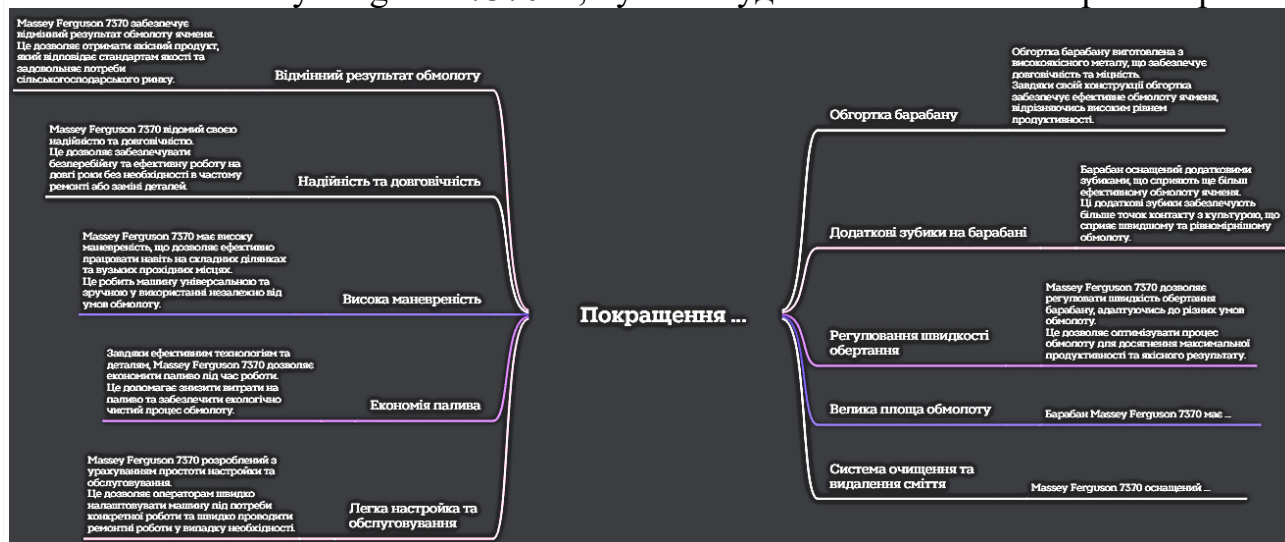 Massey Ferguson 7370 забезпечує
відмінний результат обмолоту ячменя.
Це дозволяє отримати якісний продукт,
який відповідає стандартам якості та
задовольняє потреби
сільськогосподарського ринку.
Відмінний результат обмолоту
Massey Ferguson 7370 відомий своєю
надійністю та довговічністю.
Це дозволяє забезпечувати
безперебійну та ефективну роботу на
довгі роки без необхідності в частому
ремонті або заміні деталей.
Надійність та довговічність
Massey Ferguson 7370 має високу
маневреність, що дозволяє ефективно
працювати навіть на складних ділянках
та вузьких прохідних місцях.
Це робить машину універсальною та
зручною у використанні незалежно від
умов обмолоту.
Висока маневреність
Завдяки ефективним технологіям та
деталям, Massey Ferguson 7370 дозволяє
економити паливо під час роботи.
Це допомагає знизити витрати на
паливо та забезпечити екологічно
чистий процес обмолоту.
Економія палива
Massey Ferguson 7370 розроблений з
урахуванням простоти настройки та
обслуговування.
Це дозволяє операторам швидко
налаштовувати машину під потреби
конкретної роботи та швидко проводити
ремонтні роботи у випадку необхідності.
Легка настройка та
обслуговування
Покращення ...
Обгортка барабану
Обгортка барабану виготовлена з
високоякісного металу, що забезпечує
довговічність та міцність.
Завдяки своїй конструкції обгортка
забезпечує ефективне обмолоту ячменя,
відрізняючись високим рівнем
продуктивності.
Додаткові зубики на барабані
Барабан оснащений додатковими
зубиками, що сприяють ще більш
ефективному обмолоту ячменя.
Ці додаткові зубики забезпечують
більше точок контакту з культурою, що
сприяє швидшому та рівномірнішому
обмолоту.
Регулювання швидкості
обертання
Massey Ferguson 7370 дозволяє
регулювати швидкість обертання
барабану, адаптуючись до різних умов
обмолоту.
Це дозволяє оптимізувати процес
обмолоту для досягнення максимальної
продуктивності та якісного результату.
Велика площа обмолоту
Барабан Massey Ferguson 7370 має ...
Система очищення та
видалення сміття
Massey Ferguson 7370 оснащений ...